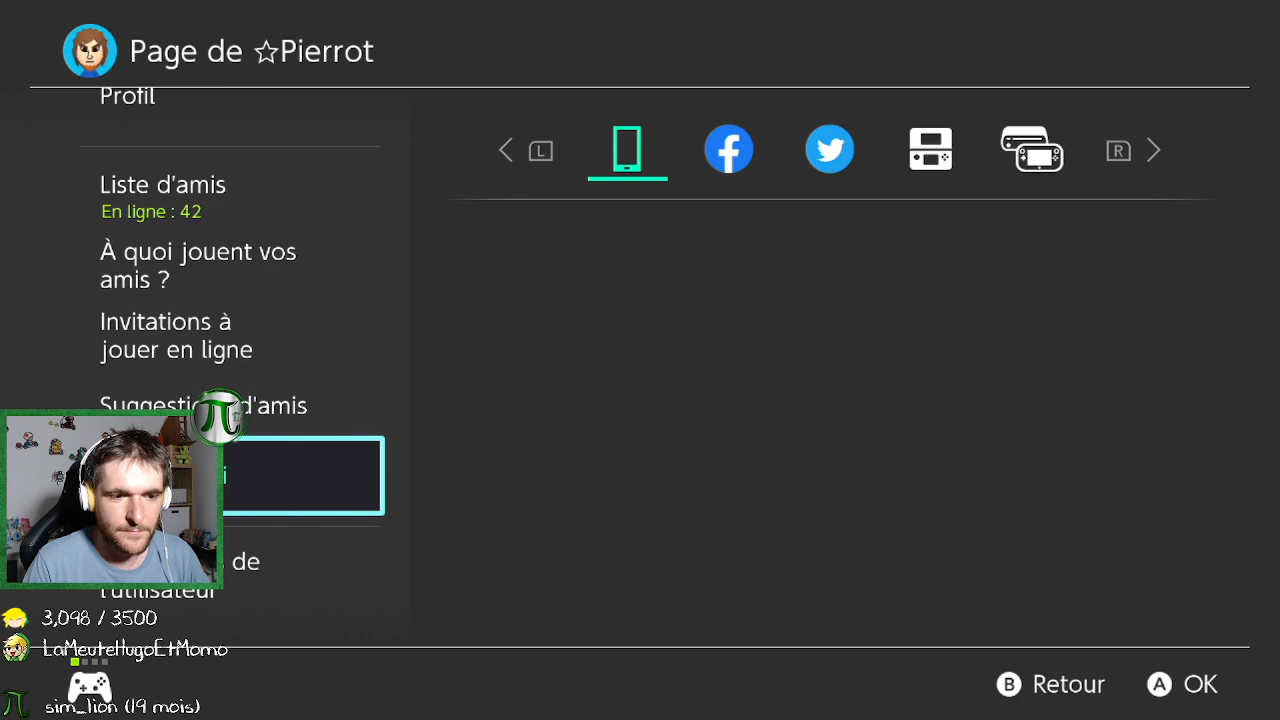 Page de ☆Pierrot
Profil
Liste d'amis
En ligne : 42
À quoi jouent vos
amis ?
Invitations à
jouer en ligne
d'amis
de
l'utilisateur
L
R
π
3,098 / 3500
LaMeuteHugoEtMomo
π
sim_lion (19 mois)
B Retour
A OK